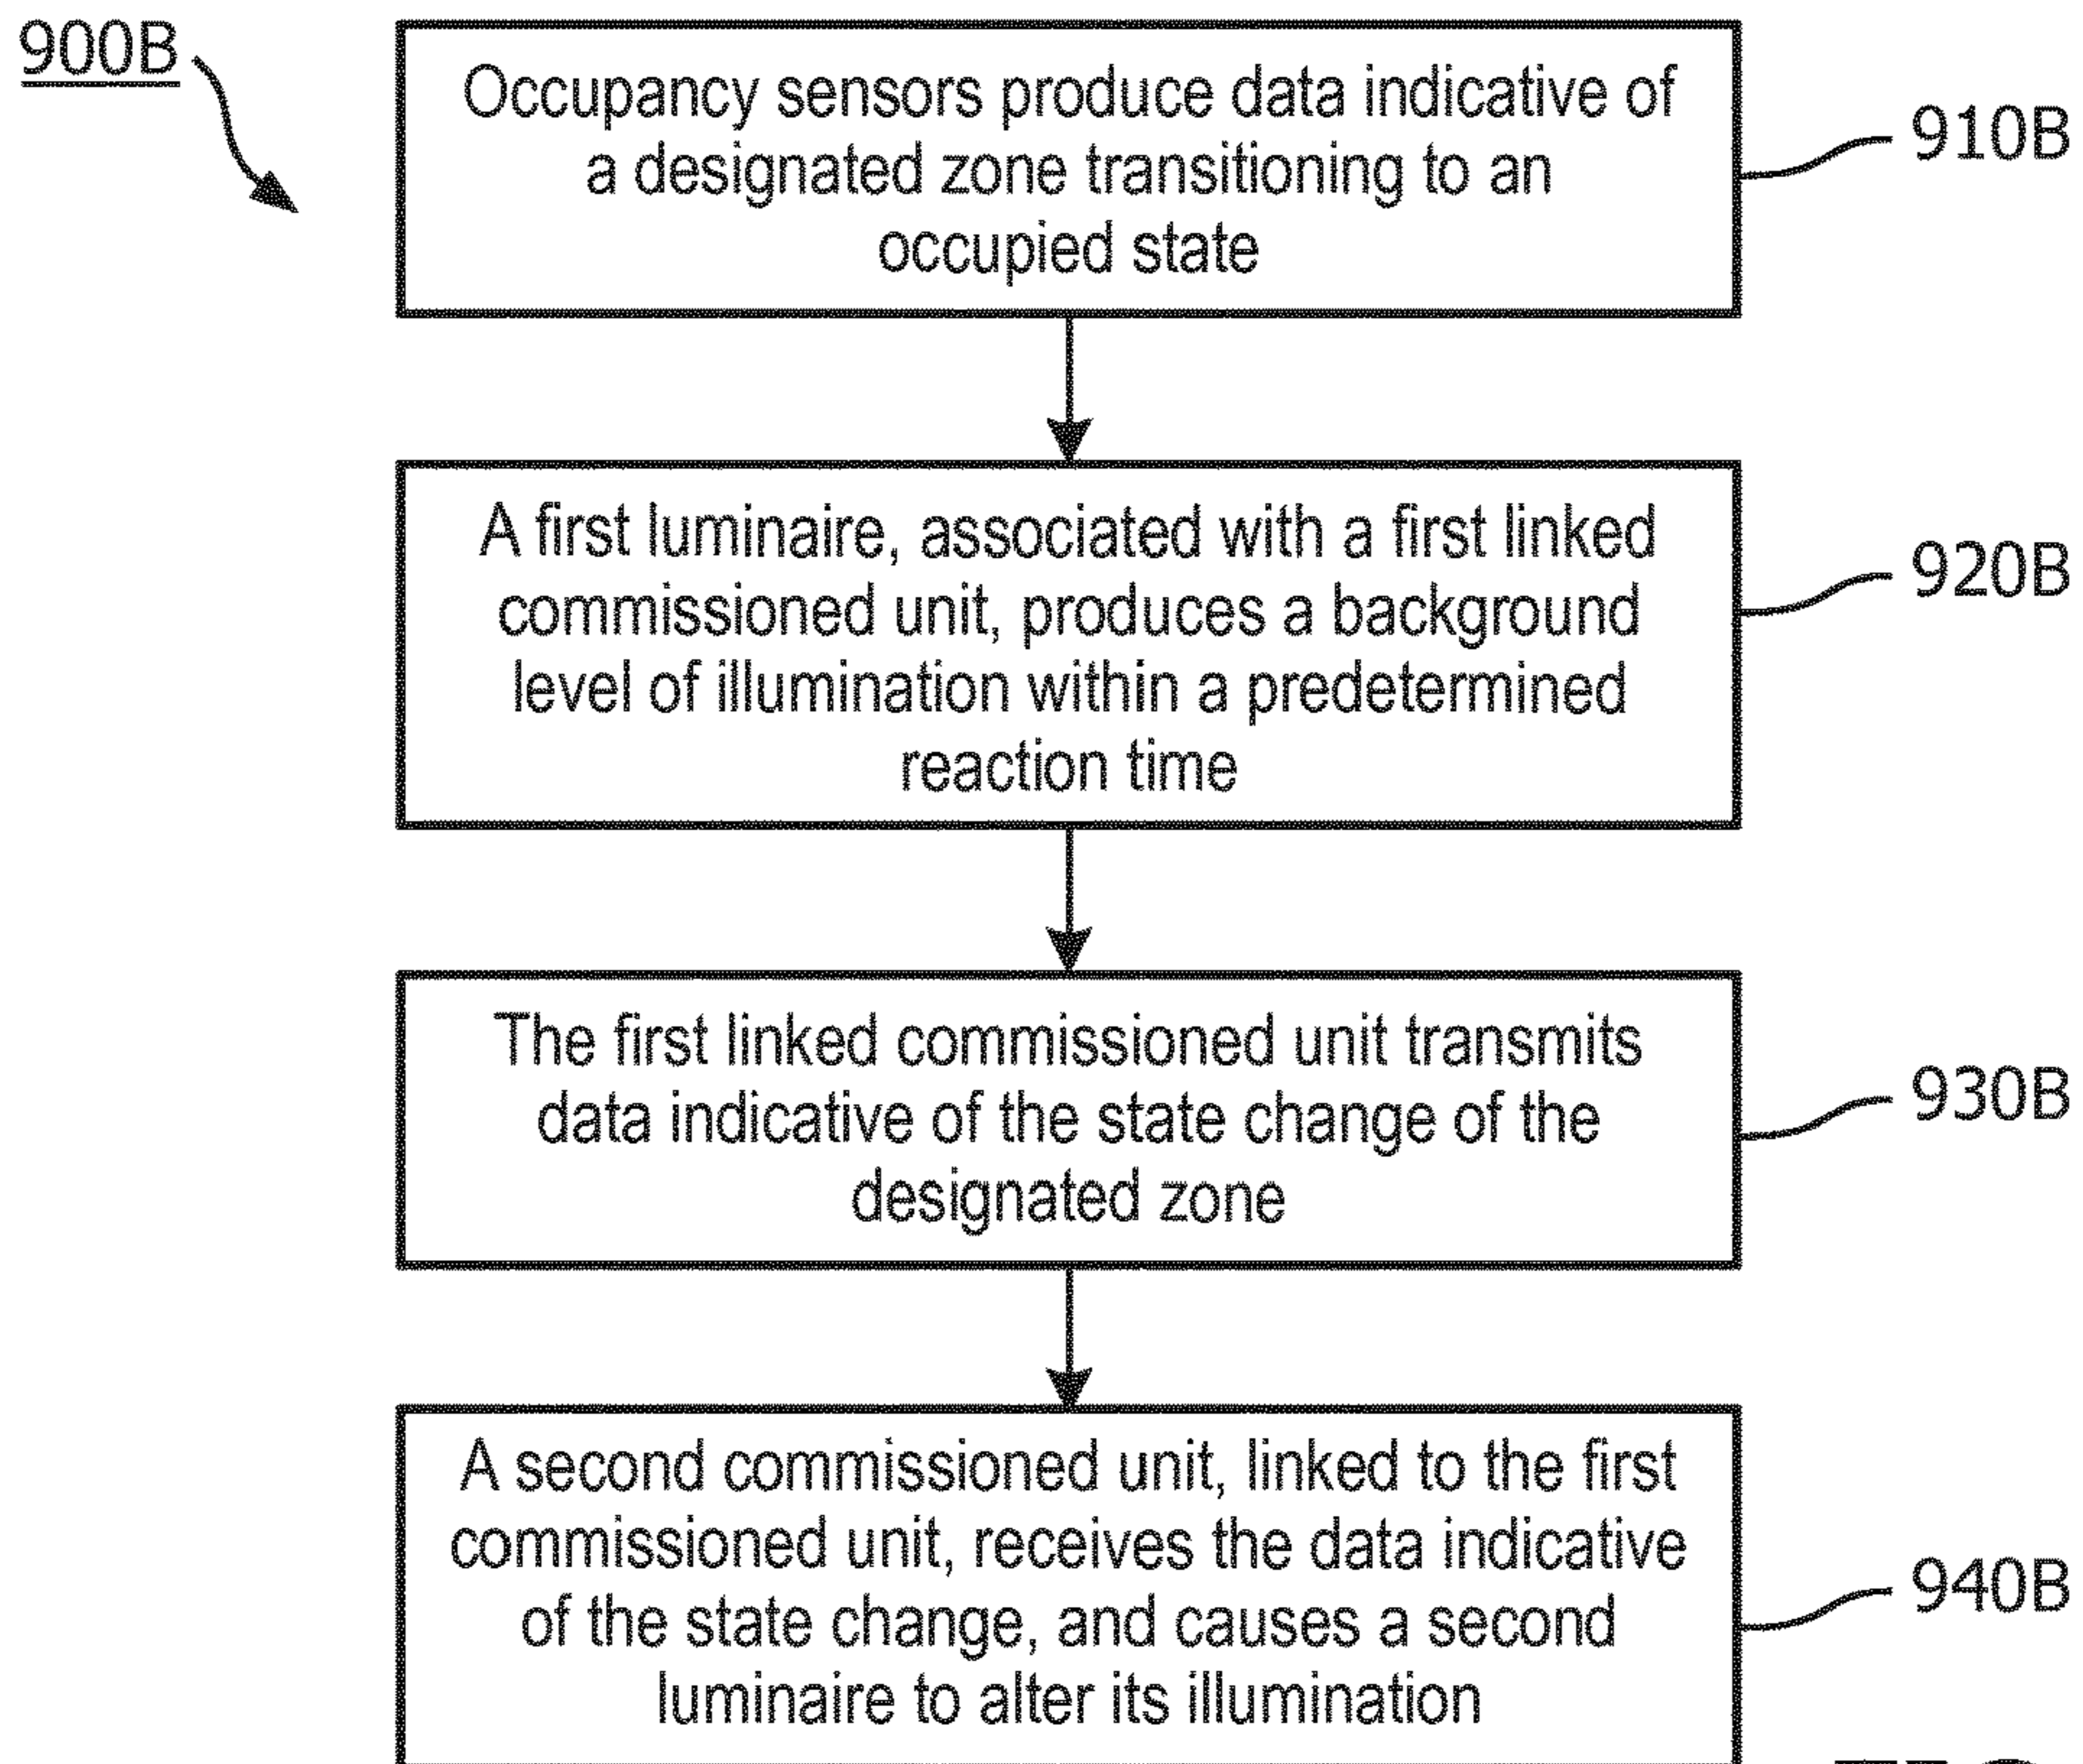 900B
Occupancy sensors produce data indicative of
a designated zone transitioning to an
occupied state
910B
A first luminaire, associated with a first linked
commissioned unit, produces a background
level of illumination within a predetermined
reaction time
920B
The first linked commissioned unit transmits
data indicative of the state change of the
designated zone
930B
A second commissioned unit, linked to the first
commissioned unit, receives the data indicative
of the state change, and causes a second
luminaire to alter its illumination
940B